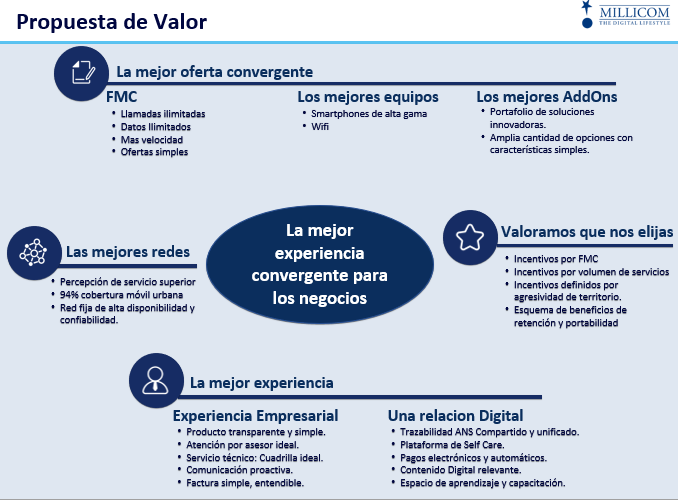 Propuesta de Valor
MILLICOM
THE DIGITAL LIFESTYLE
La mejor oferta convergente
FMC
• Llamadas ilimitadas
• Datos Ilimitados
• Mas velocidad
• Ofertas simples
Los mejores equipos
• Smartphones de alta gama
• Wifi
Los mejores AddOns
• Portafolio de soluciones
innovadoras.
• Amplia cantidad de opciones con
características simples.
Las mejores redes
• Percepción de servicio superior
• 94% cobertura móvil urbana
• Red fija de alta disponibilidad y
confiabilidad.
La mejor
experiencia
convergente para
los negocios
Valoramos que nos elijas
• Incentivos por FMC
• Incentivos por volumen de servicios
• Incentivos definidos por
agresividad de territorio.
• Esquema de beneficios de
retención y portabilidad
La mejor experiencia
Experiencia Empresarial
• Producto transparente y simple.
• Atención por asesor ideal.
• Servicio técnico: Cuadrilla ideal.
• Comunicación proactiva.
• Factura simple, entendible.
Una relacion Digital
• Trazabilidad ANS Compartido y unificado.
• Plataforma de Self Care.
• Pagos electrónicos y automáticos.
• Contenido Digital relevante.
• Espacio de aprendizaje y capacitación.